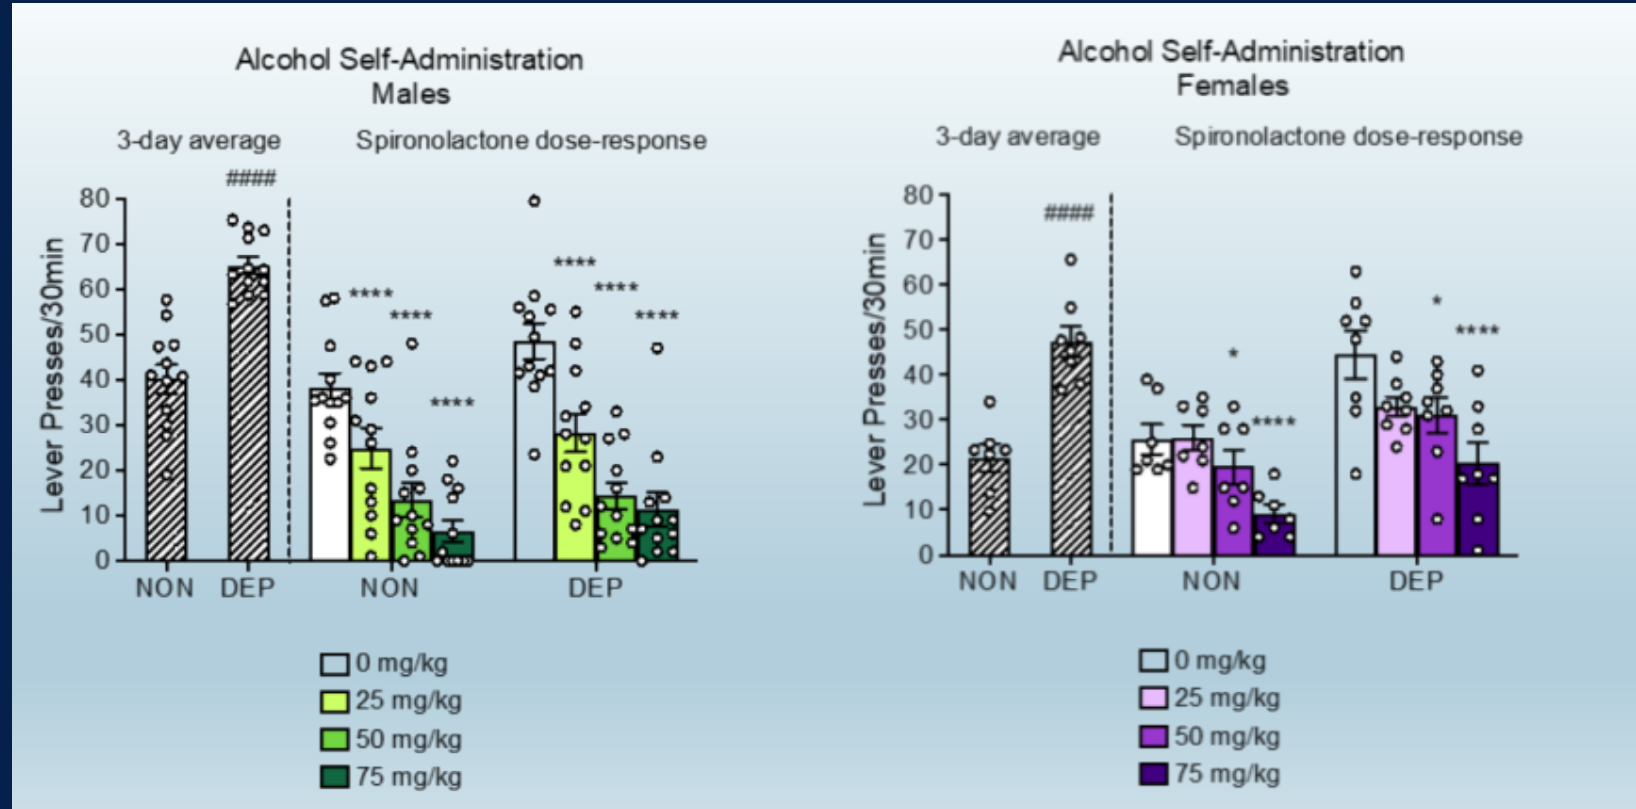 Alcohol Self-Administration
Males
3-day average
Spironolactone dose-response
####
Lever Presses/30min
80
70
60
50
40
30
20
10
0
****
****
****
****
****
****
NON
DEP
NON
DEP
0 mg/kg
25 mg/kg
50 mg/kg
75 mg/kg
Alcohol Self-Administration
Females
3-day average
Spironolactone dose-response
####
Lever Presses/30min
80
70
60
50
40
30
20
10
0
*
****
*
****
NON
DEP
NON
DEP
0 mg/kg
25 mg/kg
50 mg/kg
75 mg/kg